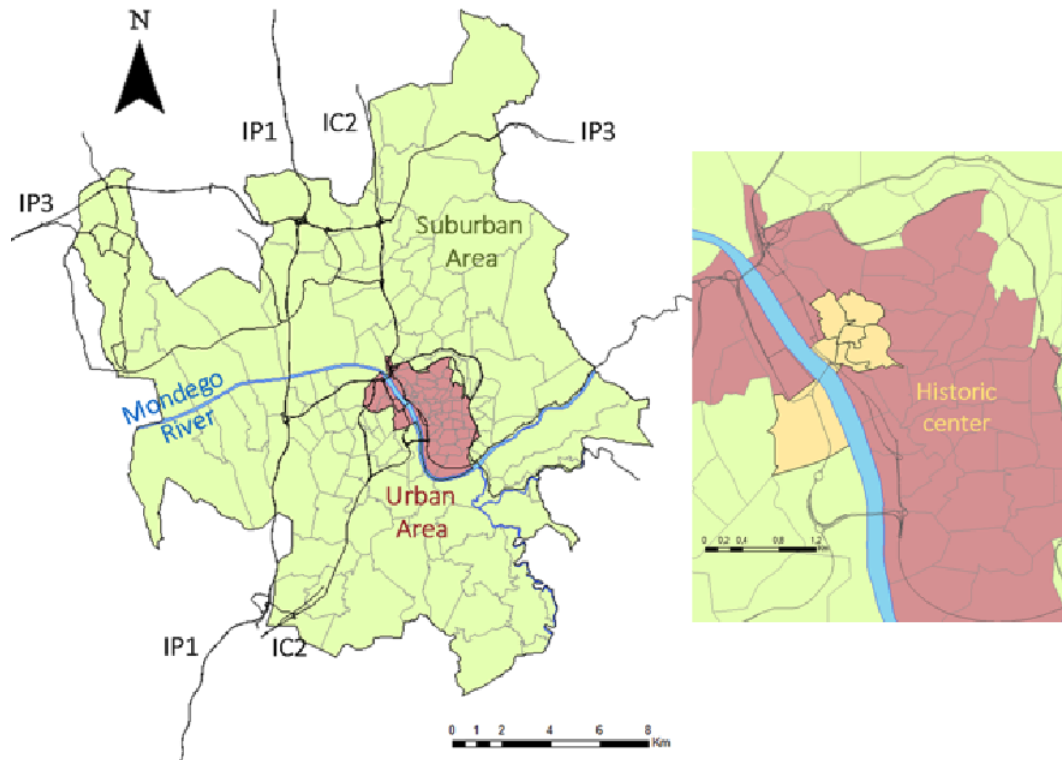 N
IP1
IC2
IP3
IP3
Suburban
Area
Mondego
River
Urban
Area
IP1
IC2
0 1 2 4 6 8
Km
Historic
center
0 0,2 0,4 0,8 1,2
Km